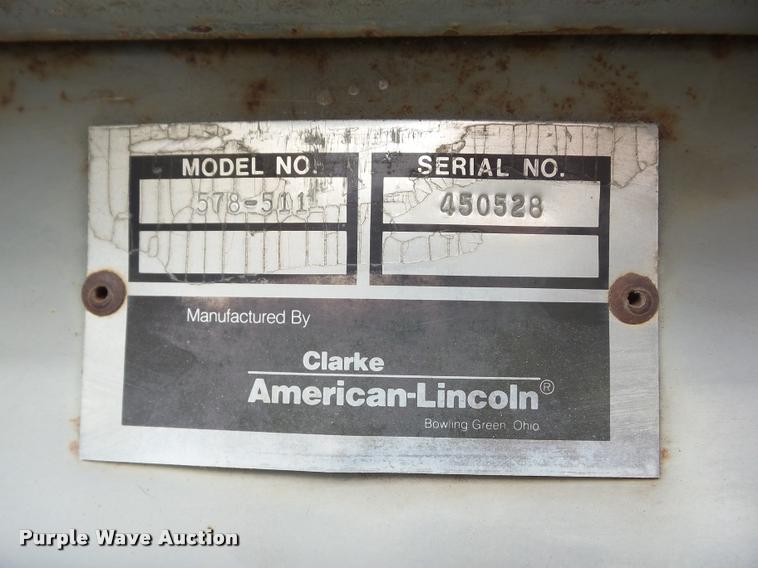 MODEL NO.
578-511
SERIAL NO.
450528
Manufactured By
Clarke
American-Lincoln®
Bowling Green, Ohio
Purple Wave Auction